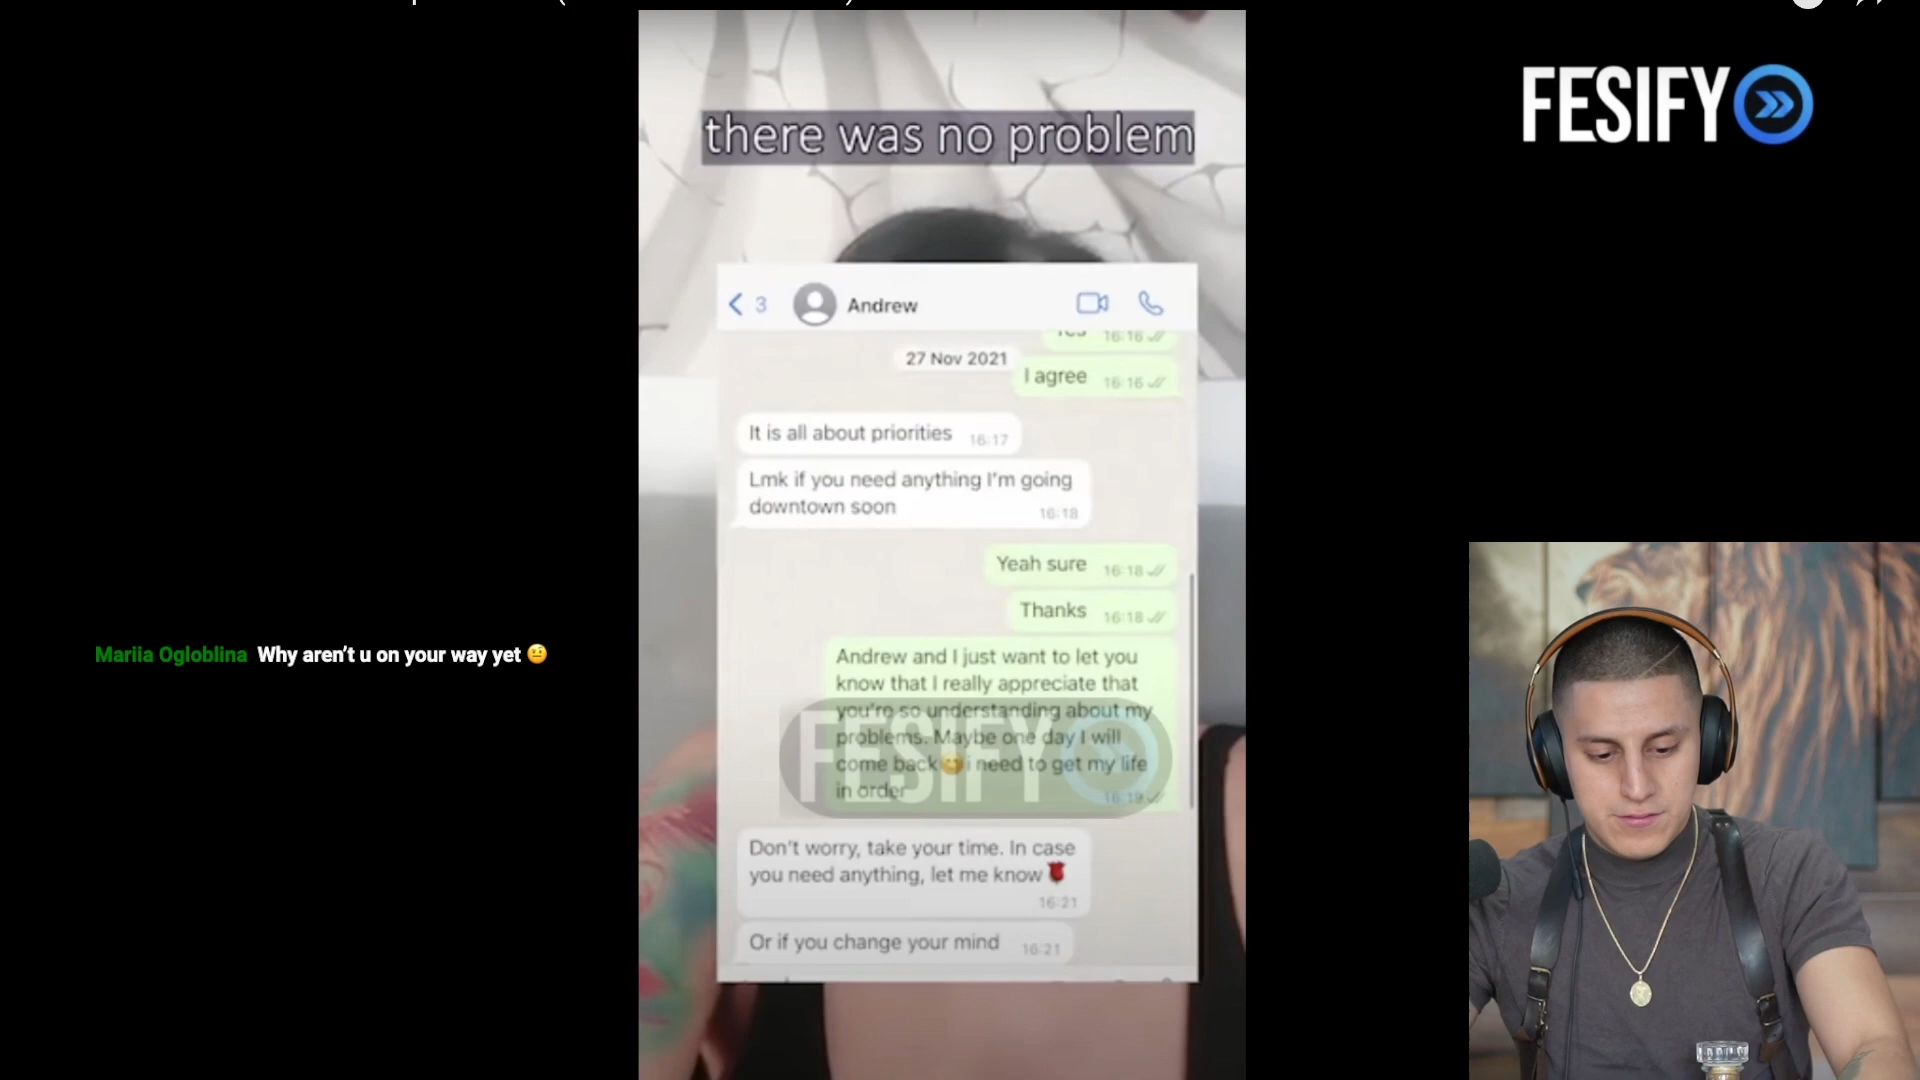 FESIFY
there was no problem
3
Andrew
16:16
27 Nov 2021
I agree 16:16
It is all about priorities 16:17
Lmk if you need anything I'm going
downtown soon
16:18
Yeah sure 16:18
Thanks 16:18
Andrew and I just want to let you
know that I really appreciate that
you're so understanding about my
problems. Maybe one day I will
come back😊i need to get my life
in order
16:19
FESIFY
Don't worry, take your time. In case
you need anything, let me know🌹
16:21
Or if you change your mind 16:21
Mariia Ogloblina Why aren't u on your way yet 🤨